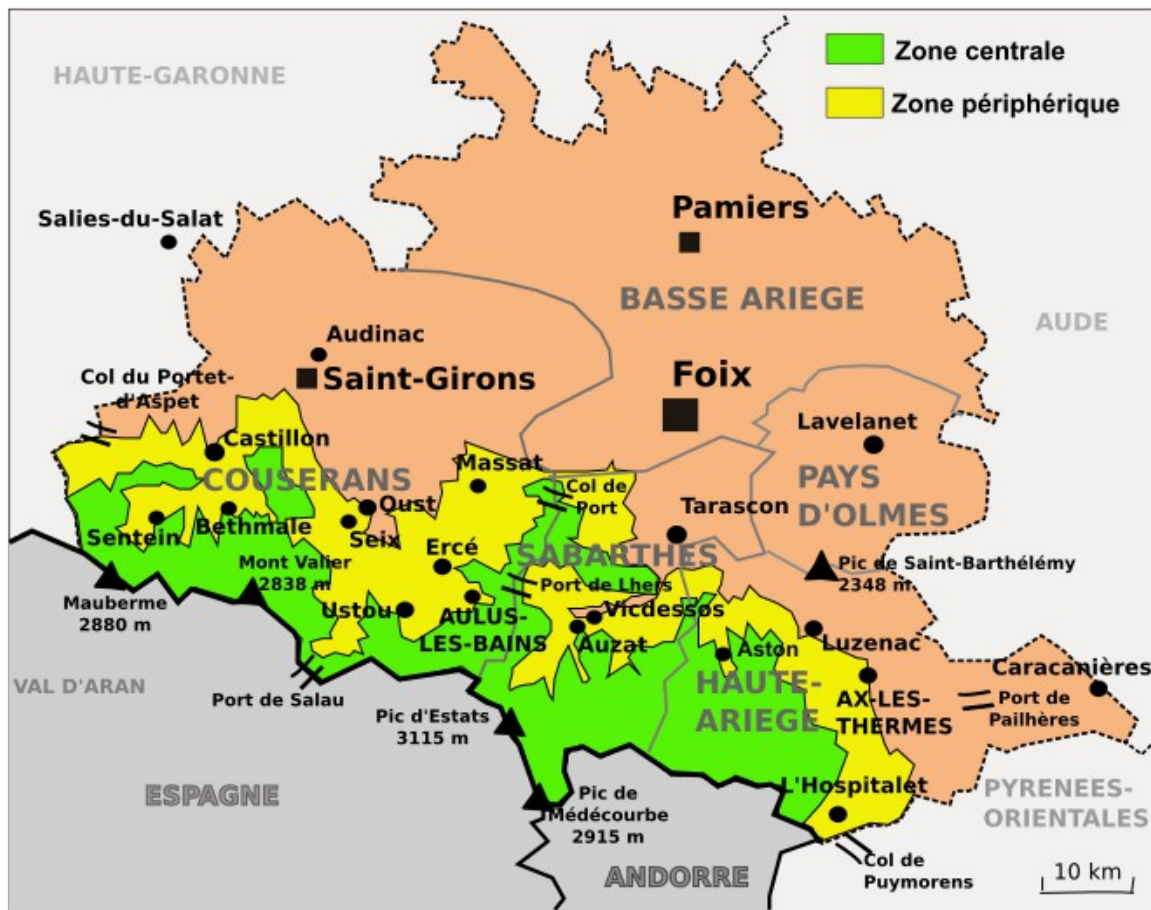 Zone centrale
Zone périphérique
HAUTE-GARONNE
Salies-du-Salat
Pamiers
BASSE ARIEGE
AUDE
Audinac
Saint-Girons
Foix
Col du Portet-
d'Aspet
Lavelanet
Castillon
COUSERANS
Massat
Col de
Port
PAYS
D'OLMES
Oust
Tarascon
Sentein
Bethmale
Seix
Ercé
SABARTHES
Mont Valier
2838 m
Port de Lhers
Pic de Saint-Barthélémy
2348 m
Mauberme
2880 m
Ustou
AULUS-
LES-BAINS
Vicdessos
Auzat
Aston
Luzenac
Caracanières
VAL D'ARAN
Port de Salau
HAUTE-
ARIEGE
AX-LES-
THERMES
Port de
Pailhères
Pic d'Estats
3115 m
L'Hospitalet
ESPAGNE
Pic de
Médécourbe
2915 m
PYRENEES-
ORIENTALES
ANDORRE
Col de
Puymorens
10 km